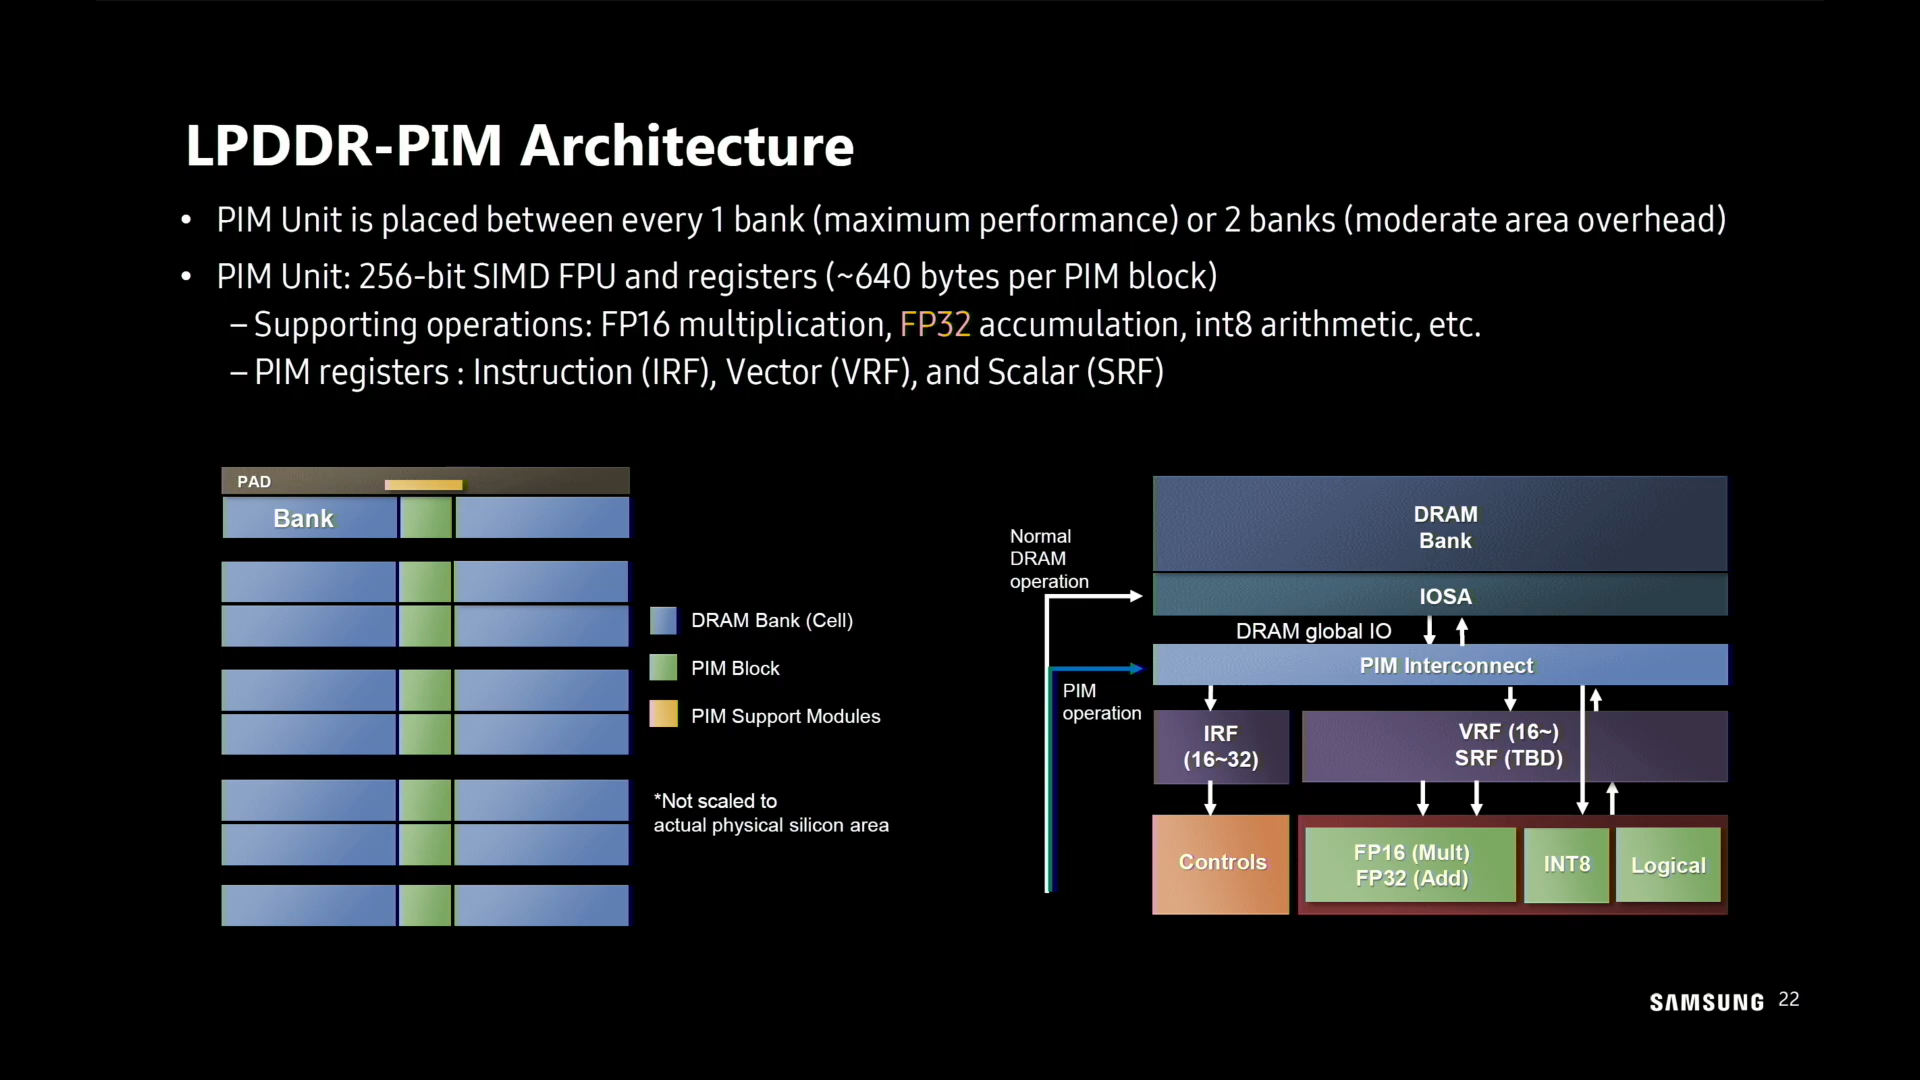 LPDDR-PIM Architecture
• PIM Unit is placed between every 1 bank (maximum performance) or 2 banks (moderate area overhead)
• PIM Unit: 256-bit SIMD FPU and registers (~640 bytes per PIM block)
– Supporting operations: FP16 multiplication, FP32 accumulation, int8 arithmetic, etc.
– PIM registers : Instruction (IRF), Vector (VRF), and Scalar (SRF)
PAD
Bank
DRAM Bank (Cell)
PIM Block
PIM Support Modules
*Not scaled to
actual physical silicon area
Normal
DRAM
operation
PIM
operation
DRAM
Bank
IOSA
DRAM global IO
PIM Interconnect
IRF
(16~32)
VRF (16~)
SRF (TBD)
Controls
FP16 (Mult)
FP32 (Add)
INT8
Logical
SAMSUNG 22